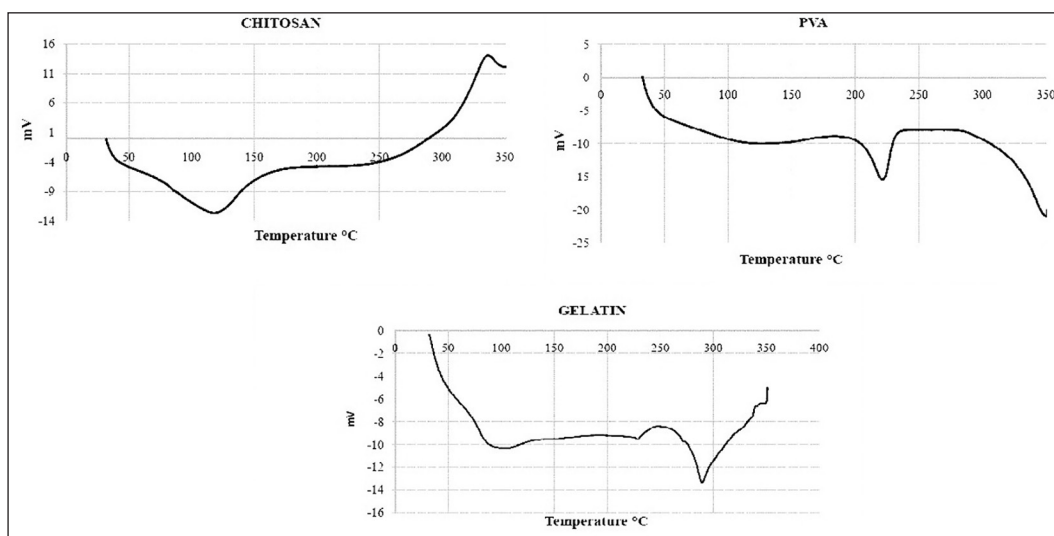 CHITOSAN
16
11
6
1
-4
-9
-14
0 50 100 150 200 250 300 350
mV
Temperature °C
PVA
5
0
-5
-10
-15
-20
-25
0 50 100 150 200 250 300 350
mV
Temperature °C
GELATIN
0
-2
-4
-6
-8
-10
-12
-14
-16
0 50 100 150 200 250 300 350 400
mV
Temperature °C